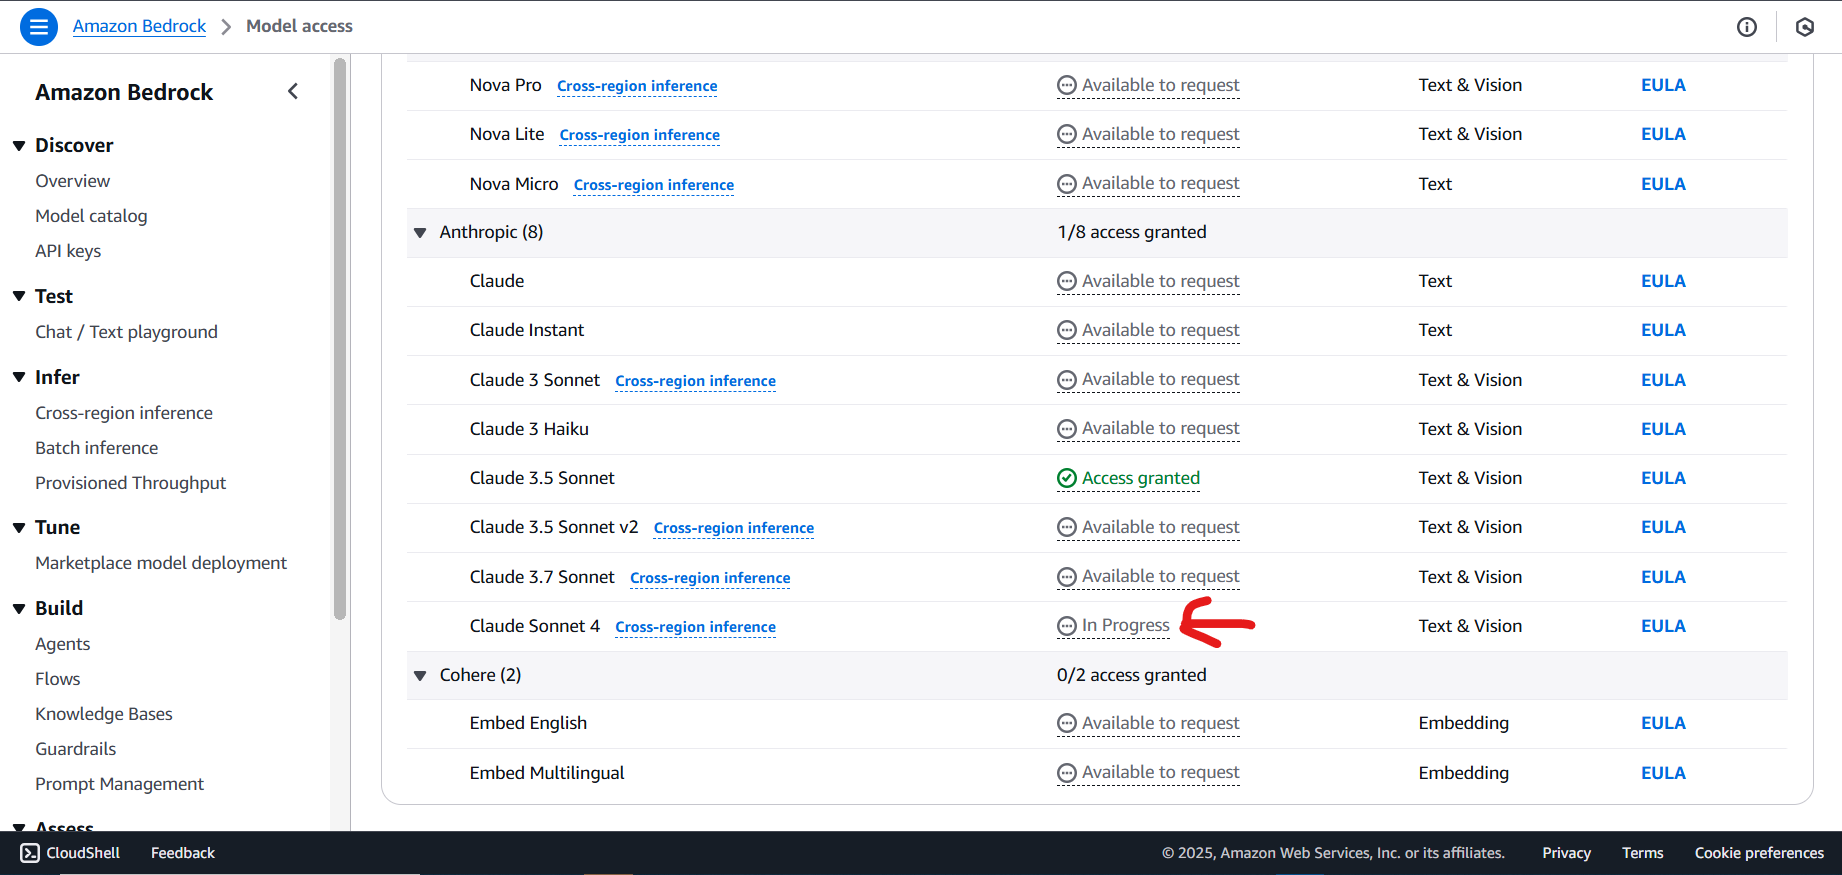 Amazon Bedrock > Model access
Amazon Bedrock
Discover
Overview
Model catalog
API keys
Test
Chat / Text playground
Infer
Cross-region inference
Batch inference
Provisioned Throughput
Tune
Marketplace model deployment
Build
Agents
Flows
Knowledge Bases
Guardrails
Prompt Management
Assess
Nova Pro Cross-region inference Available to request Text & Vision EULA
Nova Lite Cross-region inference Available to request Text & Vision EULA
Nova Micro Cross-region inference Available to request Text EULA
Anthropic (8) 1/8 access granted
Claude Available to request Text EULA
Claude Instant Available to request Text EULA
Claude 3 Sonnet Cross-region inference Available to request Text & Vision EULA
Claude 3 Haiku Available to request Text & Vision EULA
Claude 3.5 Sonnet Access granted Text & Vision EULA
Claude 3.5 Sonnet v2 Cross-region inference Available to request Text & Vision EULA
Claude 3.7 Sonnet Cross-region inference Available to request Text & Vision EULA
Claude Sonnet 4 Cross-region inference In Progress Text & Vision EULA
Cohere (2) 0/2 access granted
Embed English Available to request Embedding EULA
Embed Multilingual Available to request Embedding EULA
CloudShell Feedback © 2025, Amazon Web Services, Inc. or its affiliates. Privacy Terms Cookie preferences